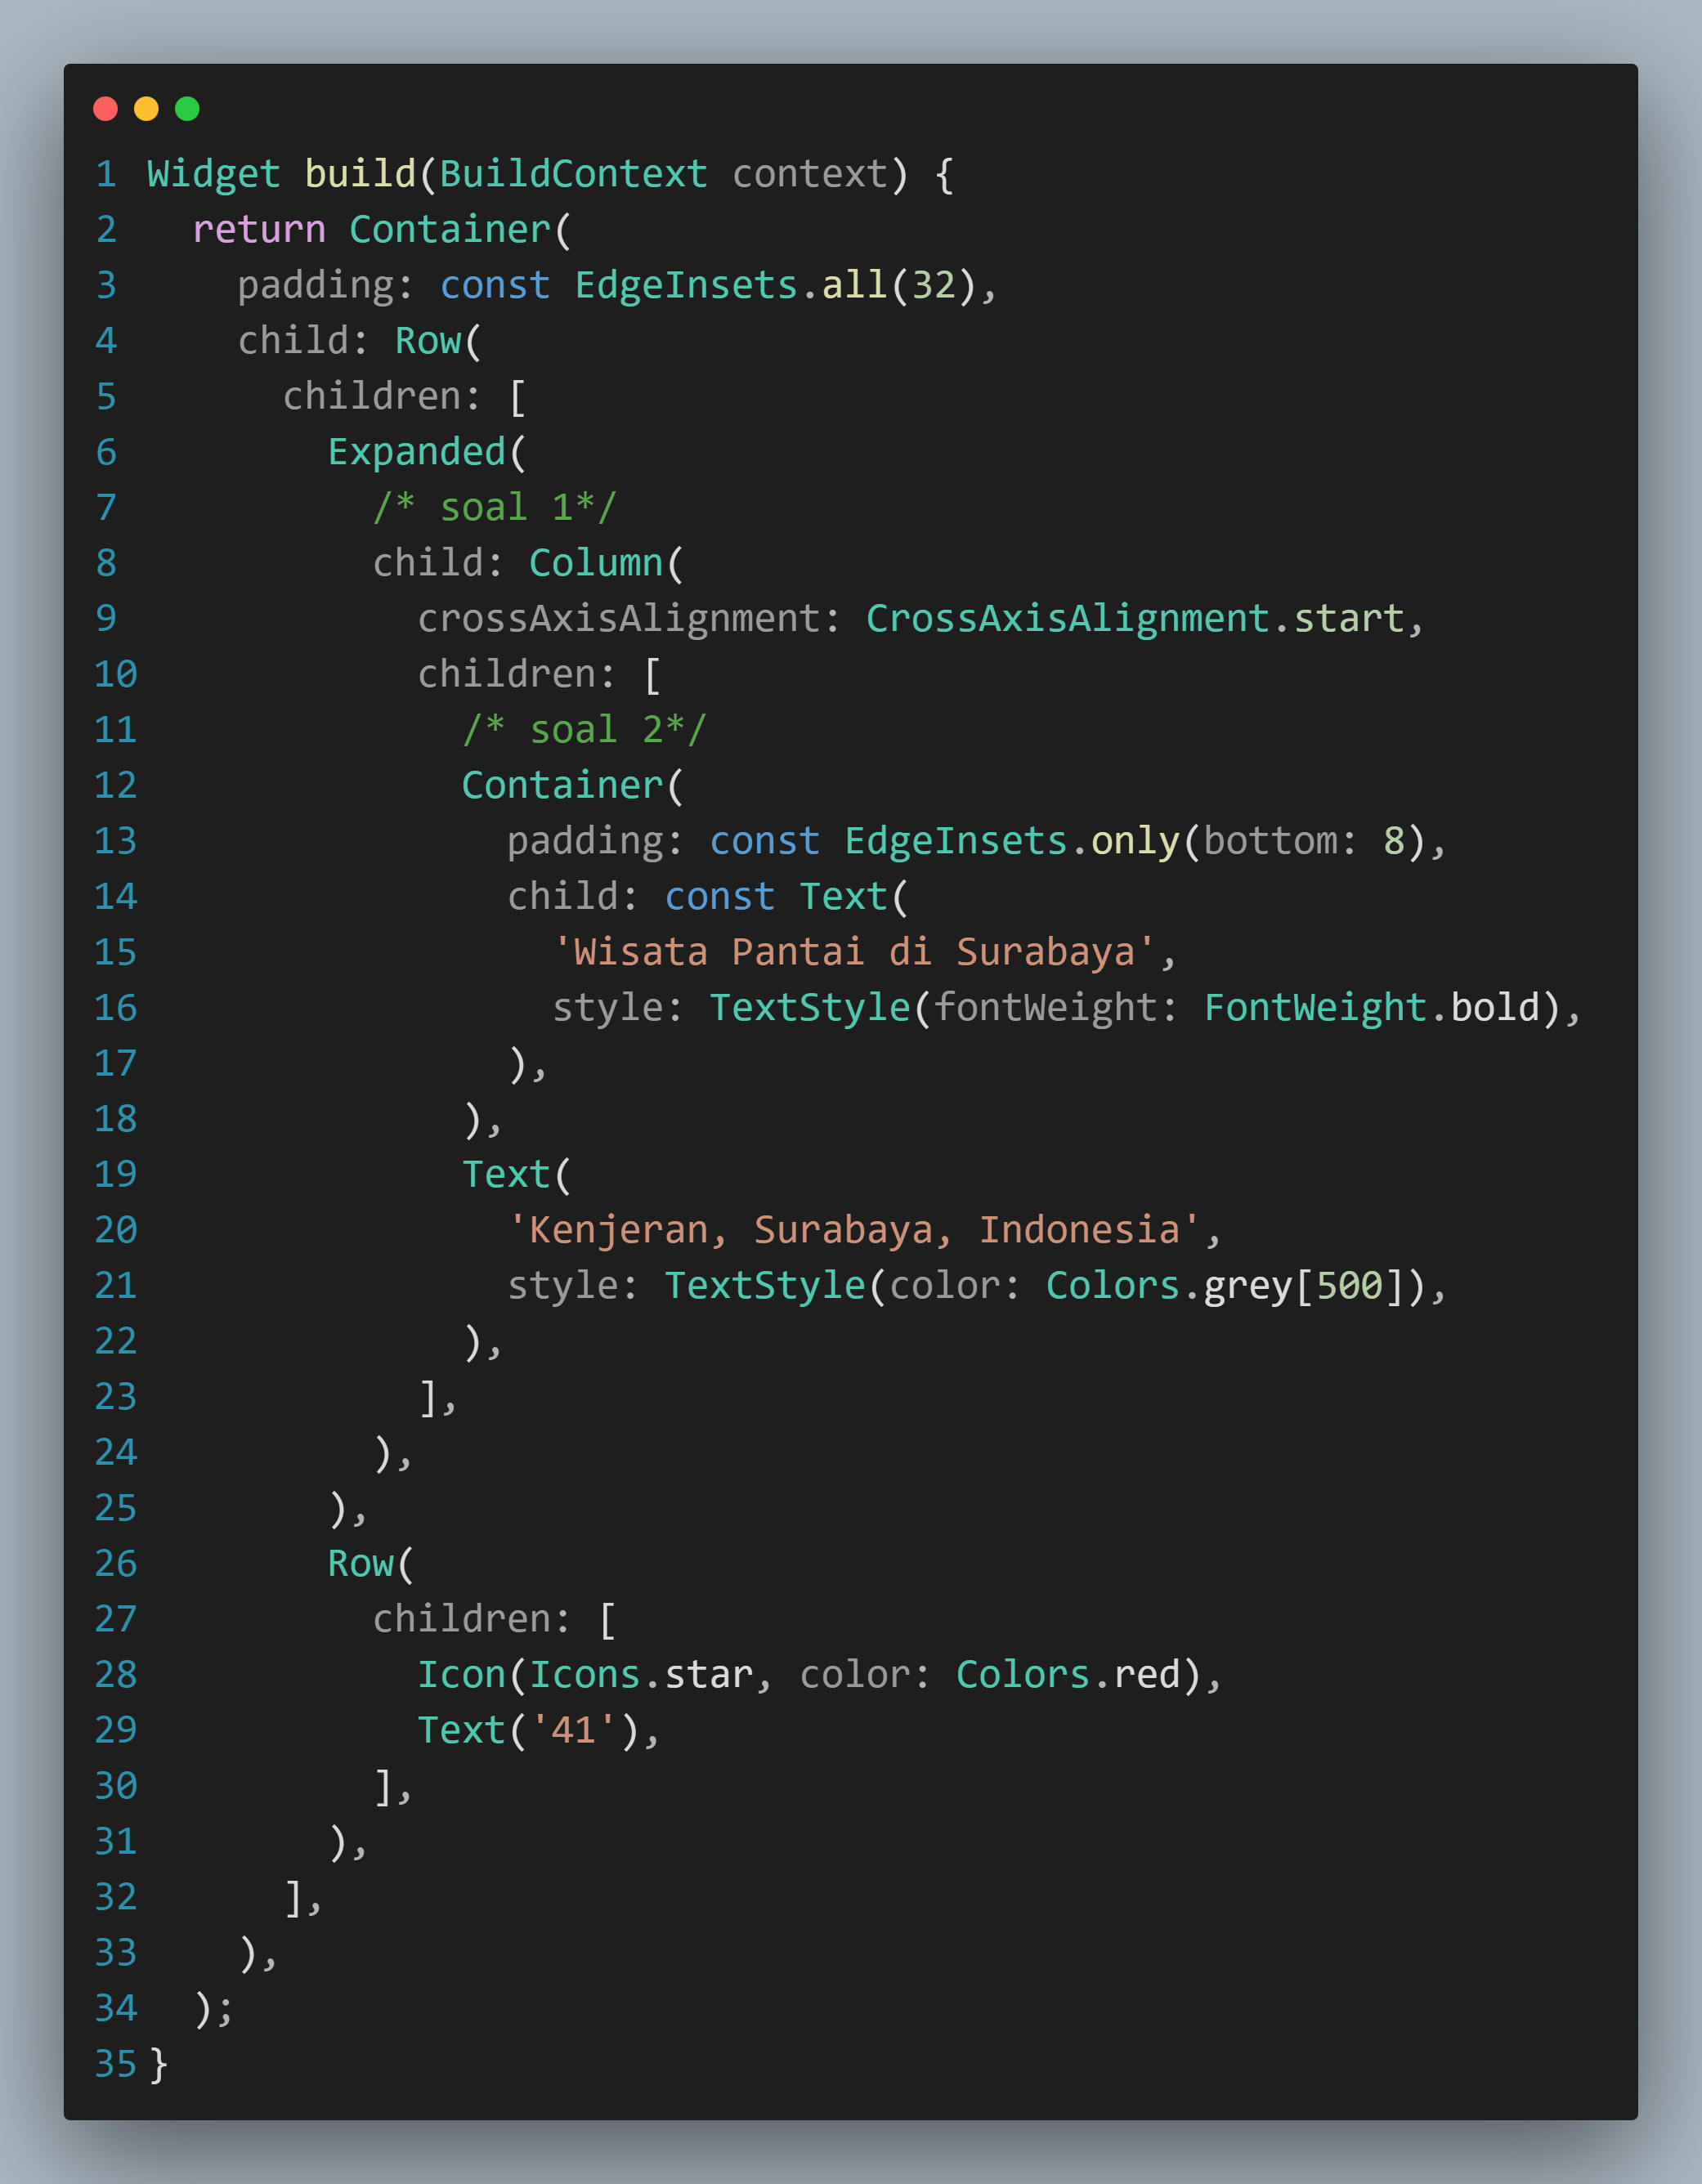 1 Widget build(BuildContext context) {
2   return Container(
3     padding: const EdgeInsets.all(32),
4     child: Row(
5       children: [
6         Expanded(
7           /* soal 1*/
8           child: Column(
9             crossAxisAlignment: CrossAxisAlignment.start,
10             children: [
11               /* soal 2*/
12               Container(
13                 padding: const EdgeInsets.only(bottom: 8),
14                 child: const Text(
15                   'Wisata Pantai di Surabaya',
16                   style: TextStyle(fontWeight: FontWeight.bold),
17                 ),
18               ),
19               Text(
20                 'Kenjeran, Surabaya, Indonesia',
21                 style: TextStyle(color: Colors.grey[500]),
22               ),
23             ],
24           ),
25         ),
26         Row(
27           children: [
28             Icon(Icons.star, color: Colors.red),
29             Text('41'),
30           ],
31         ),
32       ],
33     ),
34   );
35 }